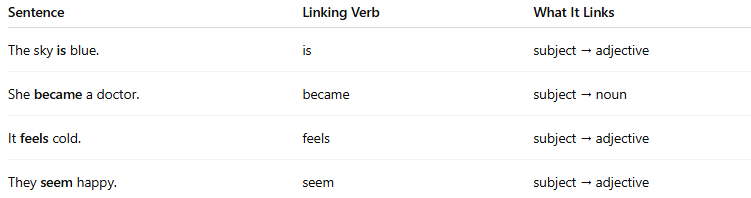 Sentence Linking Verb What It Links
The sky is blue. is subject → adjective
She became a doctor. became subject → noun
It feels cold. feels subject → adjective
They seem happy. seem subject → adjective